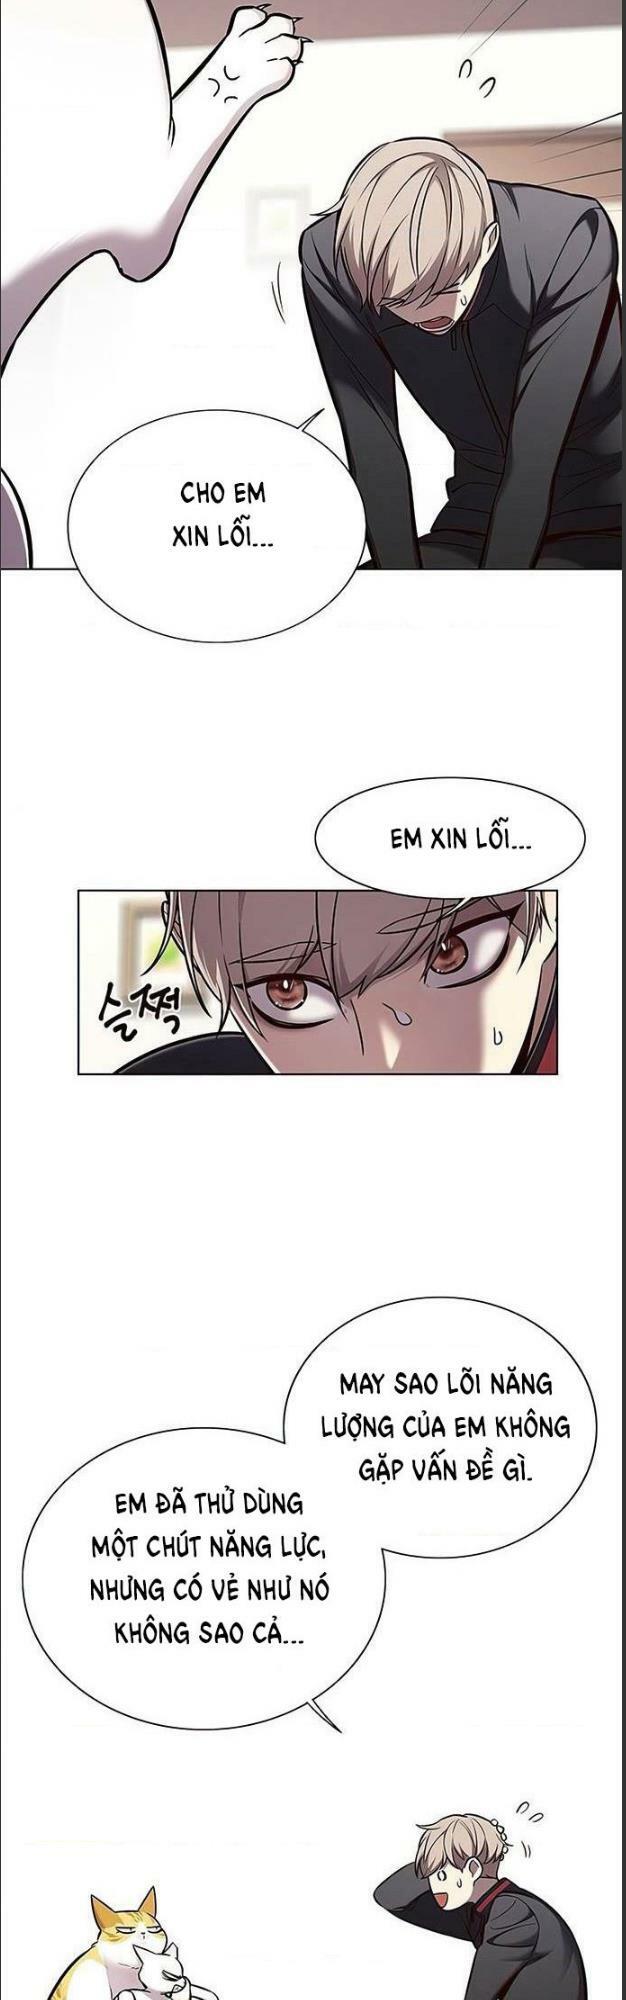 CHO EM
XIN LỖI...
EM XIN LỖI...
슬쩍
MAY SAO LÕI NĂNG
LƯỢNG CỦA EM KHÔNG
GẶP VẤN ĐỀ GÌ.
EM ĐÃ THỬ DÙNG
MỘT CHÚT NĂNG LỰC,
NHƯNG CÓ VẺ NHƯ NÓ
KHÔNG SAO CẢ...